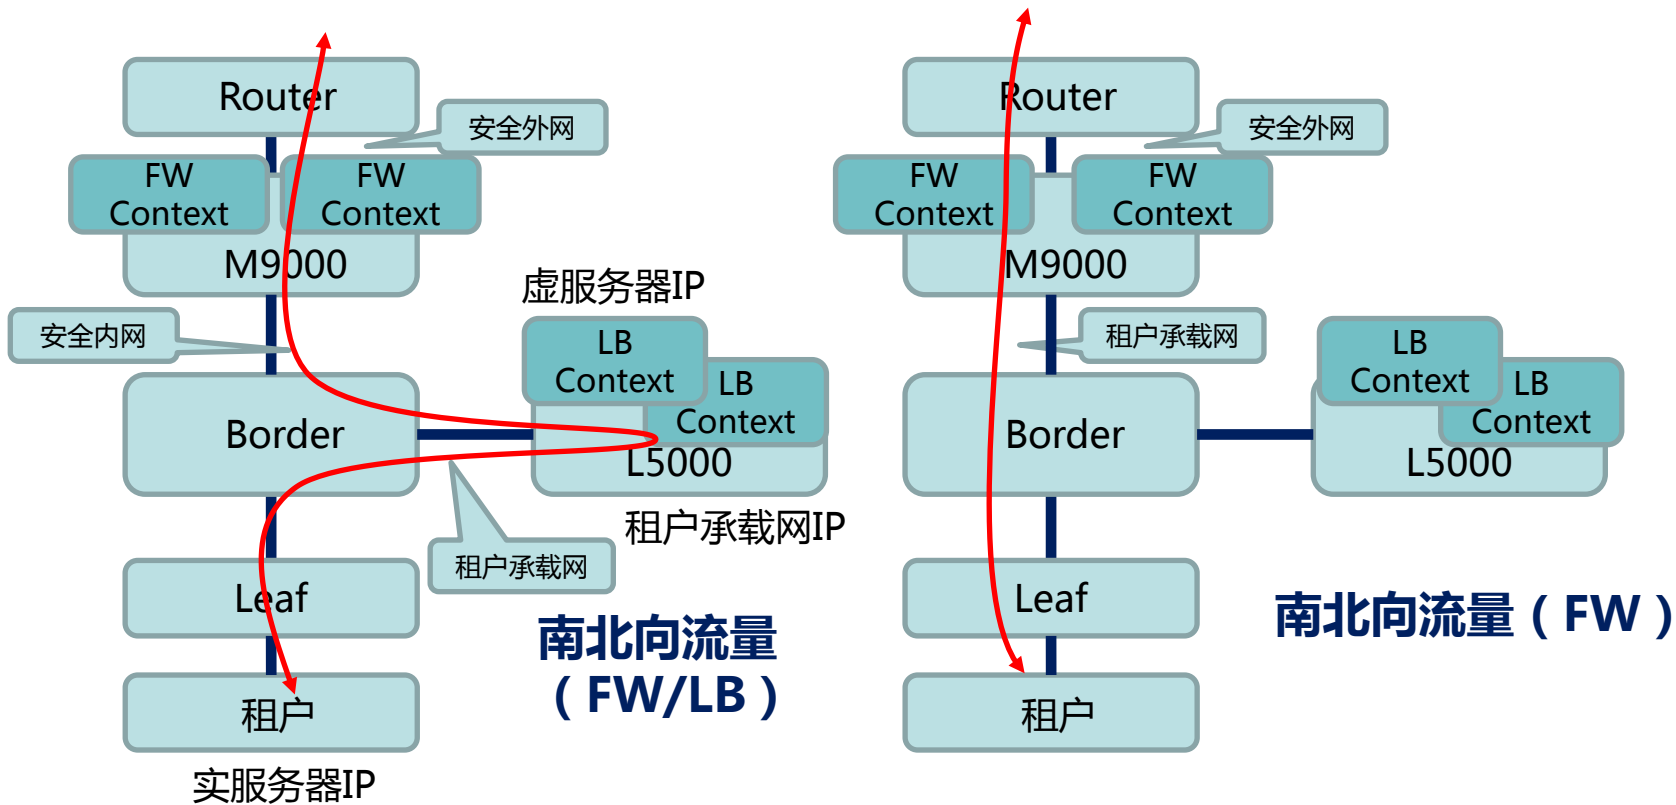 Router
安全外网
FW
Context
FW
Context
M9000
安全内网
虚服务器IP
LB
Context
LB
Context
L5000
Border
租户承载网IP
租户承载网
Leaf
南北向流量
（FW/LB）
租户
实服务器IP
Router
安全外网
FW
Context
FW
Context
M9000
租户承载网
LB
Context
LB
Context
L5000
Border
Leaf
南北向流量（FW）
租户